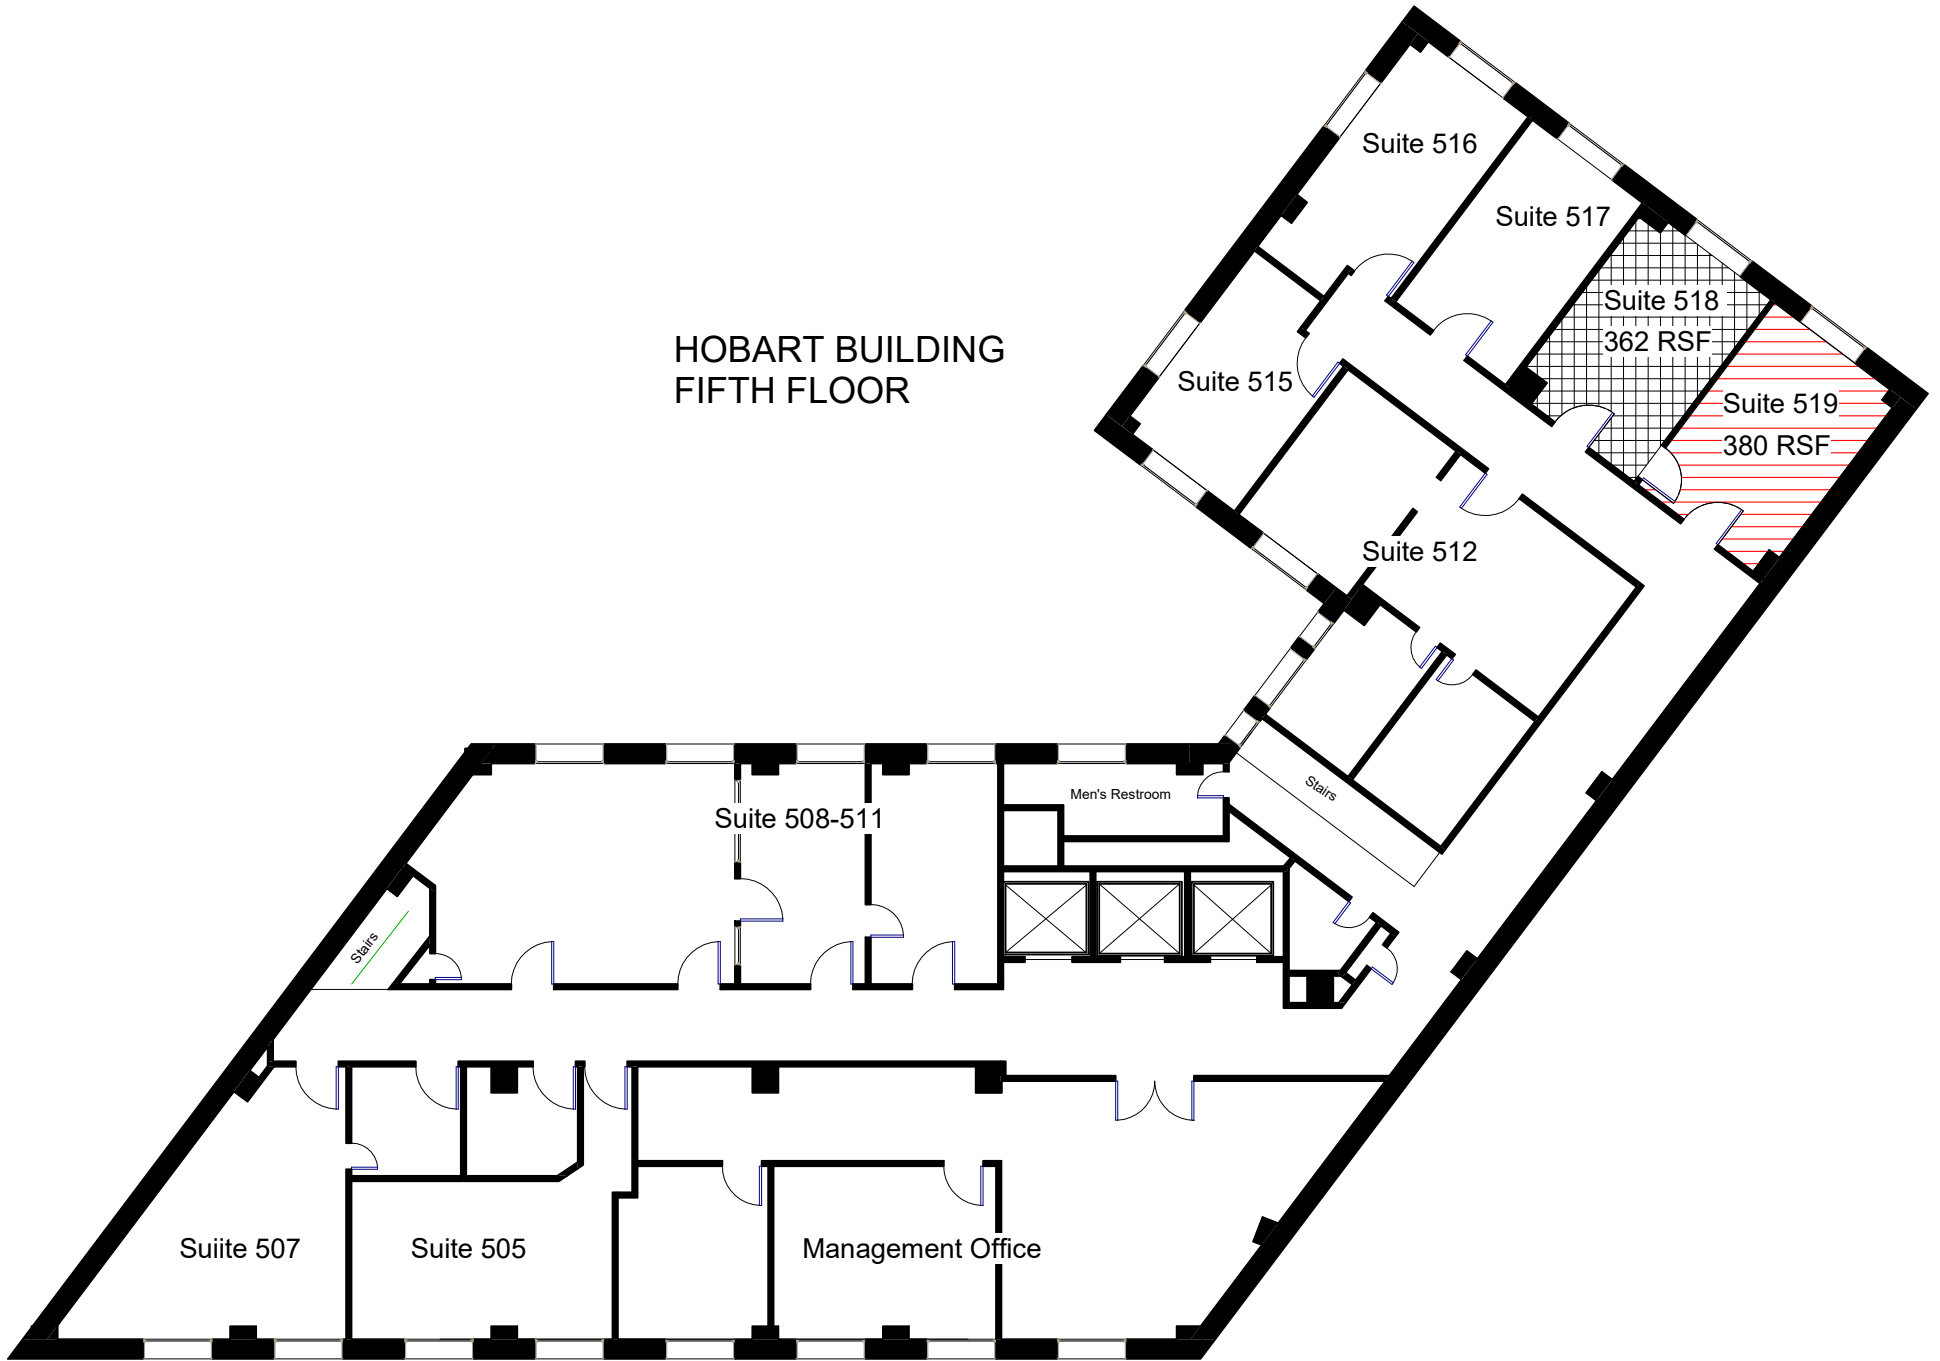 Suite 516
Suite 517
Suite 518
362 RSF
HOBART BUILDING
FIFTH FLOOR
Suite 515
Suite 519
380 RSF
Suite 512
Stairs
Men's Restroom
Suite 508-511
Stairs
Suiite 507
Suite 505
Management Office